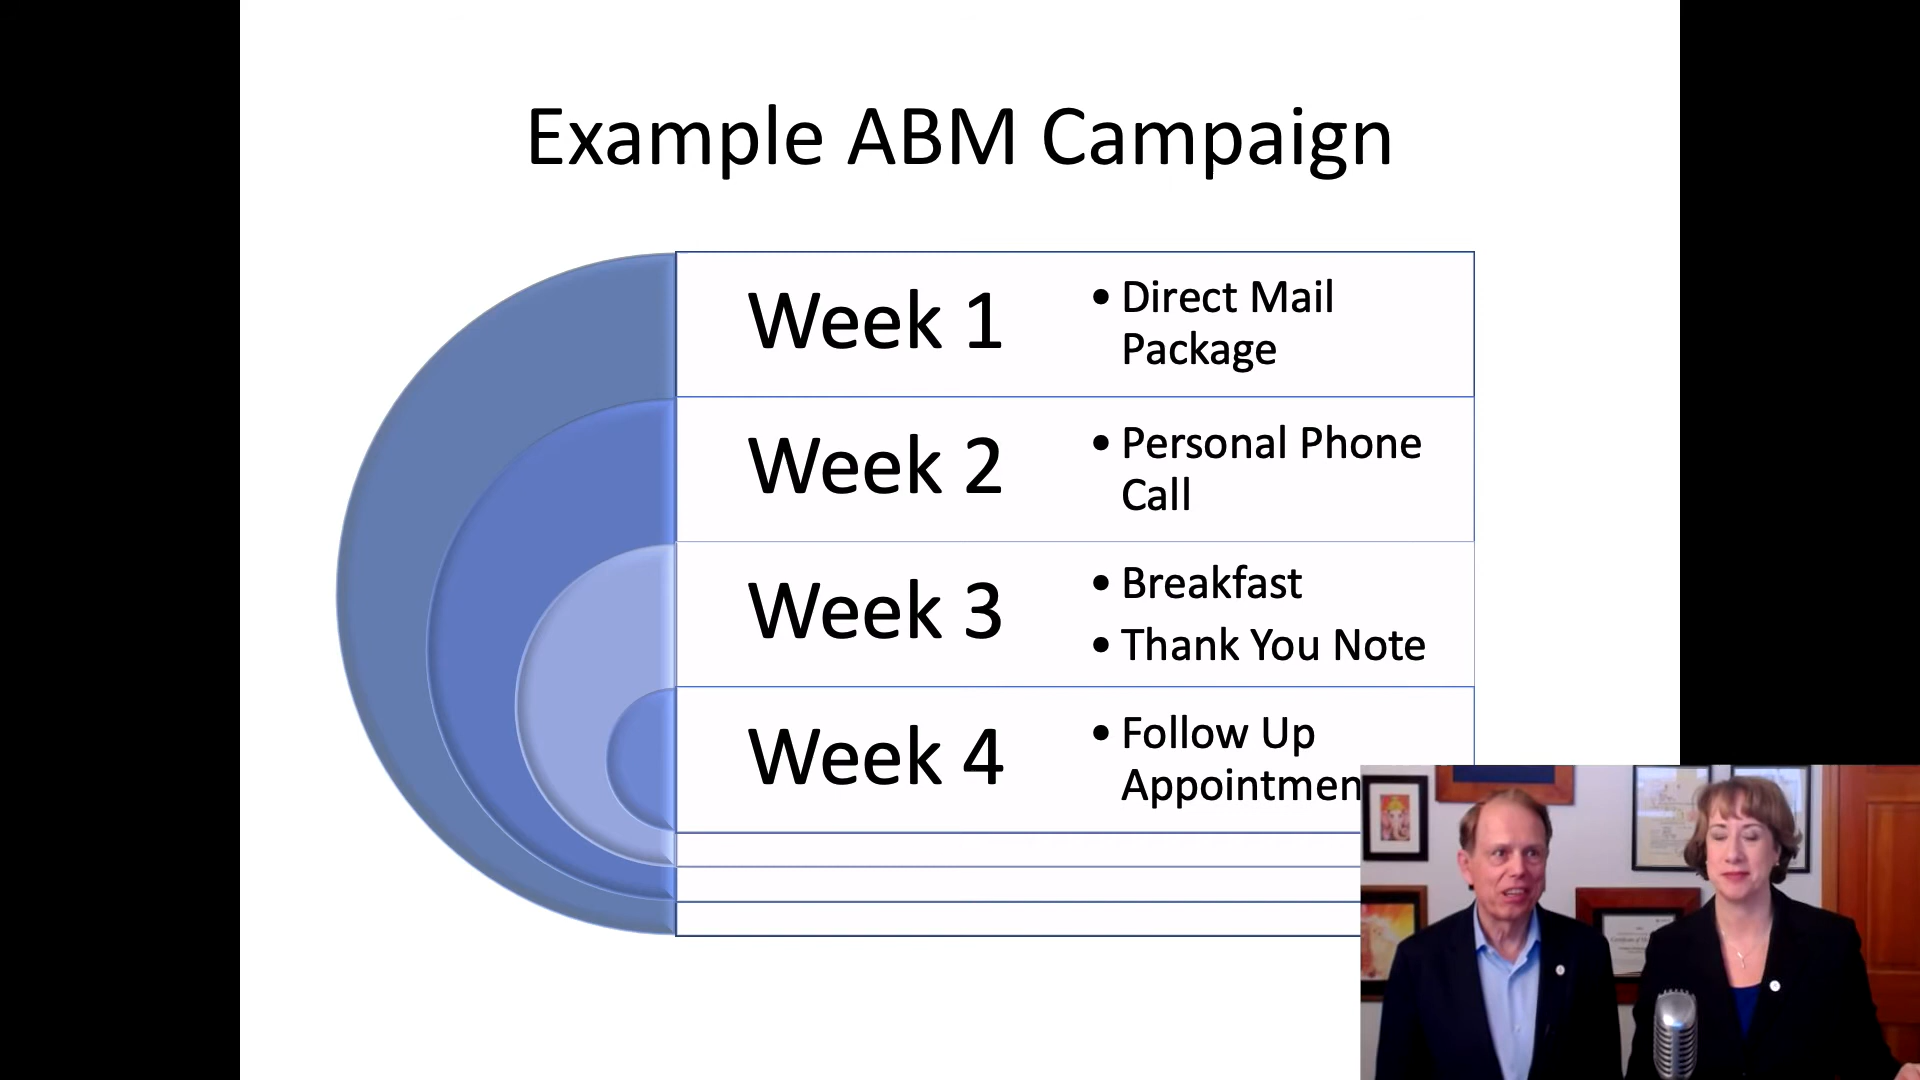 Example ABM Campaign
Week 1
• Direct Mail
Package
Week 2
• Personal Phone
Call
Week 3
• Breakfast
• Thank You Note
Week 4
• Follow Up
Appointmen